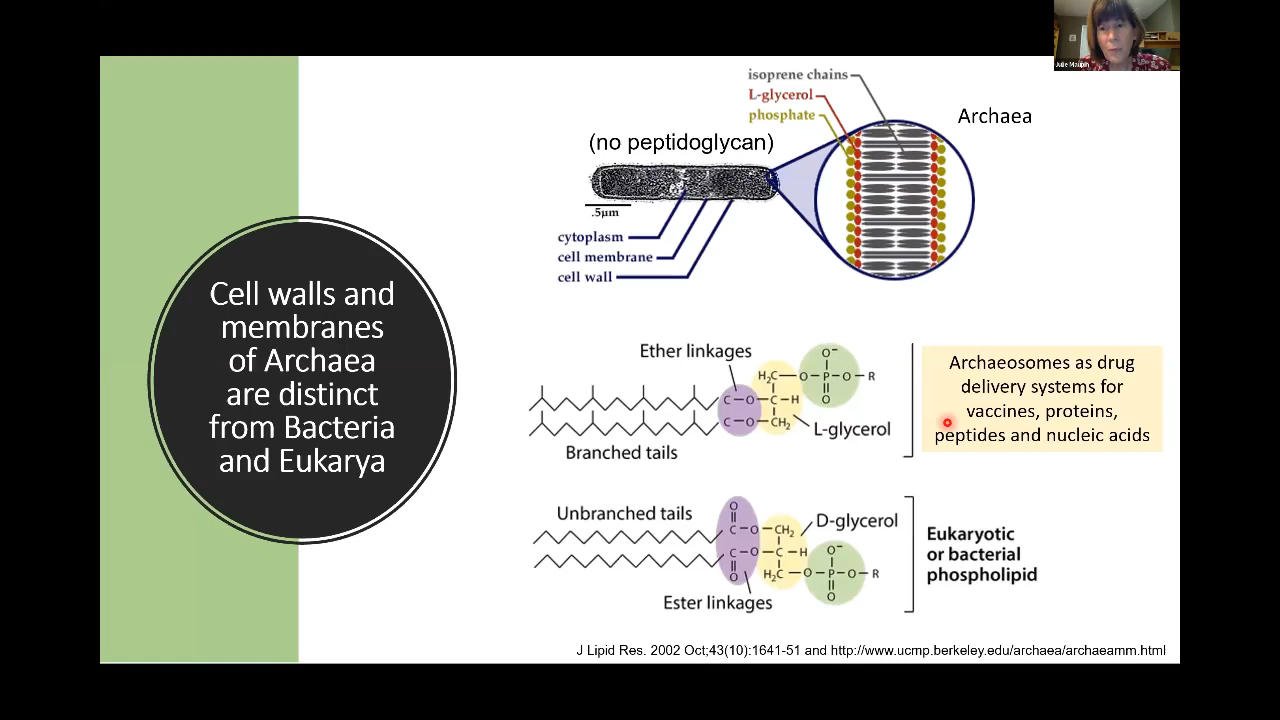 Julie Maupin
isoprene chains
L-glycerol
phosphate
Archaea
(no peptidoglycan)
.5µm
cytoplasm
cell membrane
cell wall
Cell walls and
membranes
of Archaea
are distinct
from Bacteria
and Eukarya
Ether linkages
O⁻
H₂C—O—P—O—R
O
C—O—C—H
C—O—CH₂
L-glycerol
Branched tails
Archaeosomes as drug
delivery systems for
vaccines, proteins,
peptides and nucleic acids
Unbranched tails
O
C—O—CH₂
D-glycerol
C—O—C—H
O
O⁻
H₂C—O—P—O—R
O
Ester linkages
Eukaryotic
or bacterial
phospholipid
J Lipid Res. 2002 Oct;43(10):1641-51 and http://www.ucmp.berkeley.edu/archaea/archaeamm.html